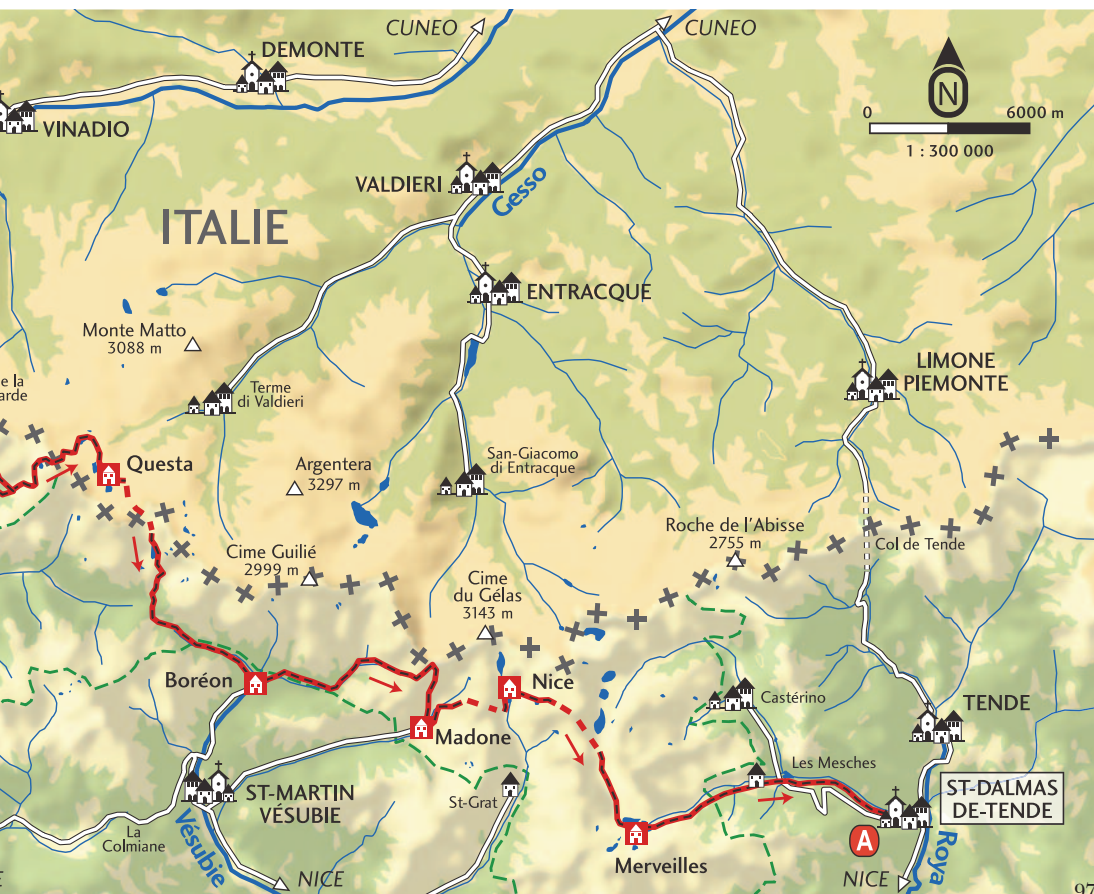 CUNEO
CUNEO
DEMONTE
VINADIO
N
0
6000 m
1 : 300 000
VALDIERI
Gesso
ITALIE
ENTRACQUE
Monte Matto
3088 m
LIMONE
PIEMONTE
e la
arde
Terme
di Valdieri
Questa
Argentera
3297 m
San-Giacomo
di Entracque
Roche de l'Abisse
2755 m
Col de Tende
Cime Guilié
2999 m
Cime
du Gélas
3143 m
Boréon
Nice
Castérino
TENDE
Madone
Les Mesches
ST-MARTIN
VÉSUBIE
St-Grat
ST-DALMAS
DE-TENDE
La
Colmiane
Vésubie
A
Merveilles
Roya
E
NICE
NICE
97